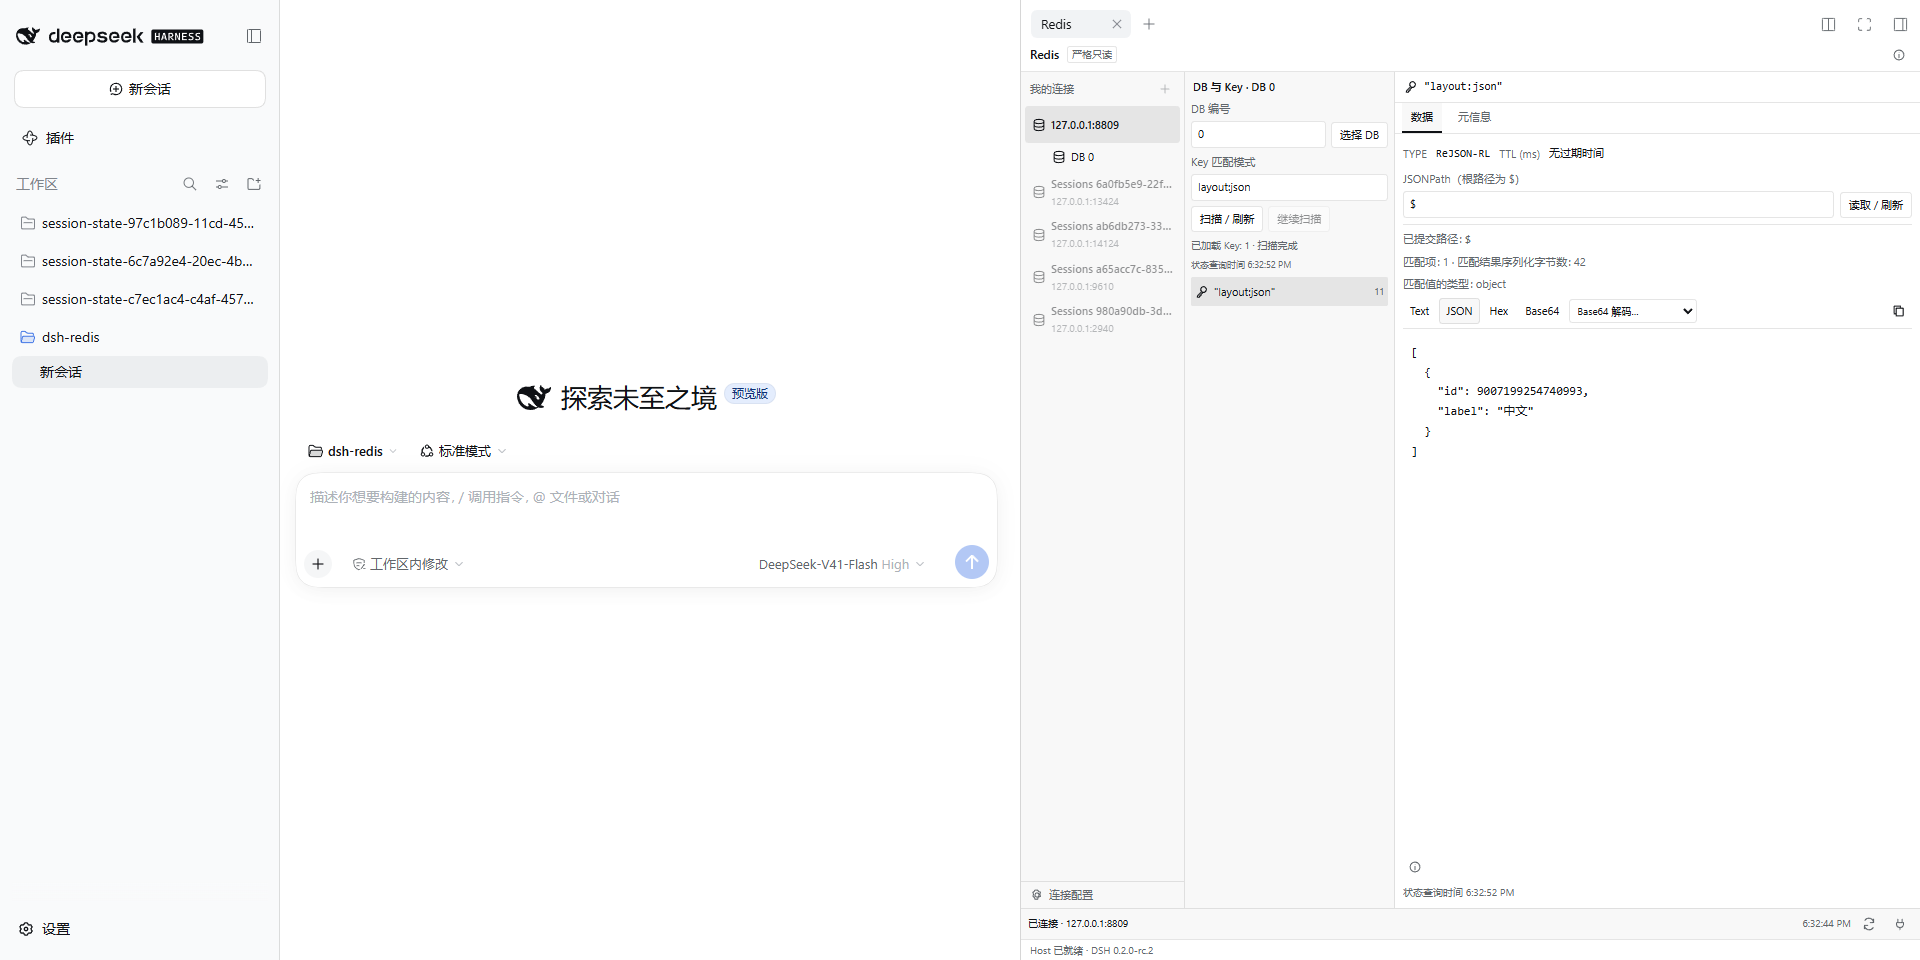 deepseek HARNESS
新会话
插件
工作区
session-state-97c1b089-11cd-45...
session-state-6c7a92e4-20ec-4b...
session-state-c7ec1ac4-c4af-457...
dsh-redis
新会话
设置
探索未至之境 预览版
dsh-redis 标准模式
描述你想要构建的内容, / 调用指令, @ 文件或对话
工作区内修改 DeepSeek-V41-Flash High
Redis
Redis 严格只读
我的连接
127.0.0.1:8809
DB 0
Sessions 6a0fb5e9-22f...
127.0.0.1:13424
Sessions ab6db273-33...
127.0.0.1:14124
Sessions a65acc7c-835...
127.0.0.1:9610
Sessions 980a90db-3d...
127.0.0.1:2940
连接配置
DB 与 Key · DB 0
DB 编号
0 选择 DB
Key 匹配模式
layout:json
扫描 / 刷新 继续扫描
已加载 Key: 1 · 扫描完成
状态查询时间 6:32:52 PM
"layout:json" 11
"layout:json"
数据 元信息
TYPE ReJSON-RL TTL (ms) 无过期时间
JSONPath (根路径为 $)
$ 读取 / 刷新
已提交路径: $
匹配项: 1 · 匹配结果序列化字节数: 42
匹配值的类型: object
Text JSON Hex Base64 Base64 解码...
[
{
"id": 9007199254740993,
"label": "中文"
}
]
状态查询时间 6:32:52 PM
已连接 · 127.0.0.1:8809 6:32:44 PM
Host 已就绪 · DSH 0.2.0-rc.2